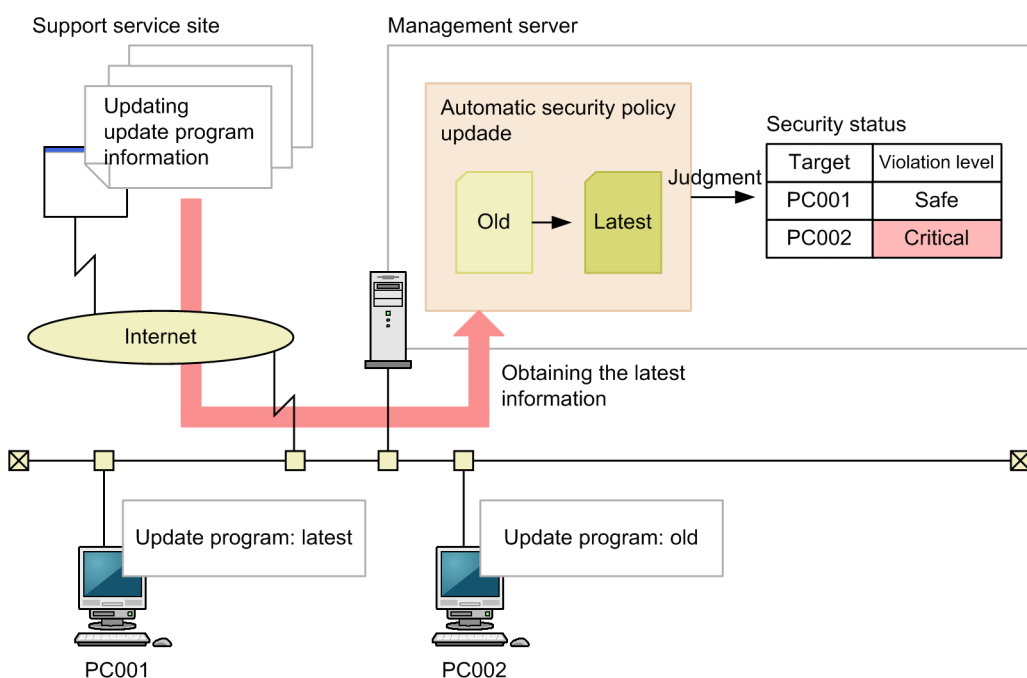 Support service site
Management server
Updating
update program
information
Automatic security policy
updade
Old
Latest
Judgment
Security status
Target
Violation level
PC001
Safe
PC002
Critical
Internet
Obtaining the latest
information
Update program: latest
Update program: old
PC001
PC002